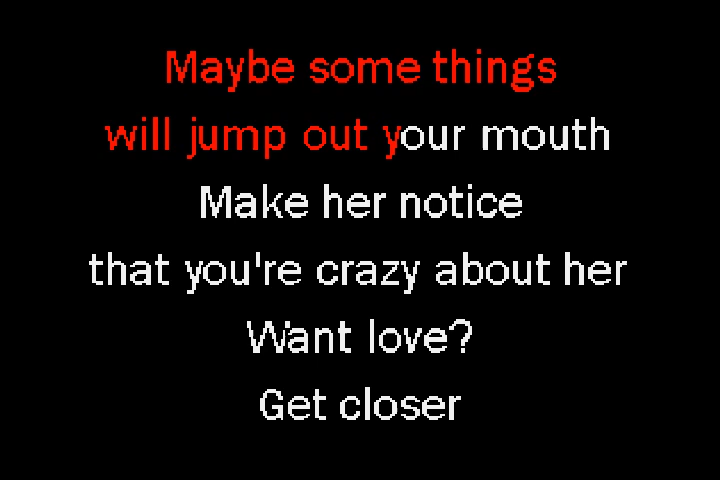 Maybe some things
will jump out your mouth
Make her notice
that you're crazy about her
Want love?
Get closer